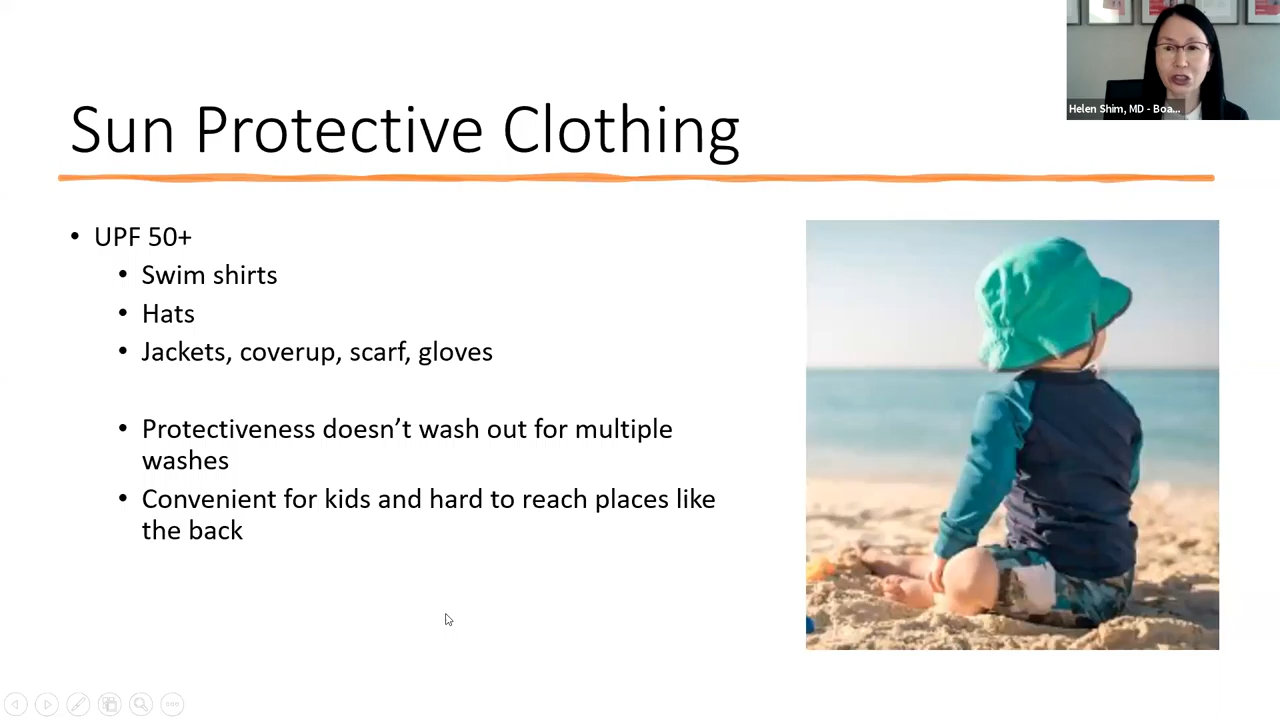 Helen Shim, MD - Boa...
Sun Protective Clothing
• UPF 50+
• Swim shirts
• Hats
• Jackets, coverup, scarf, gloves
• Protectiveness doesn’t wash out for multiple
washes
• Convenient for kids and hard to reach places like
the back